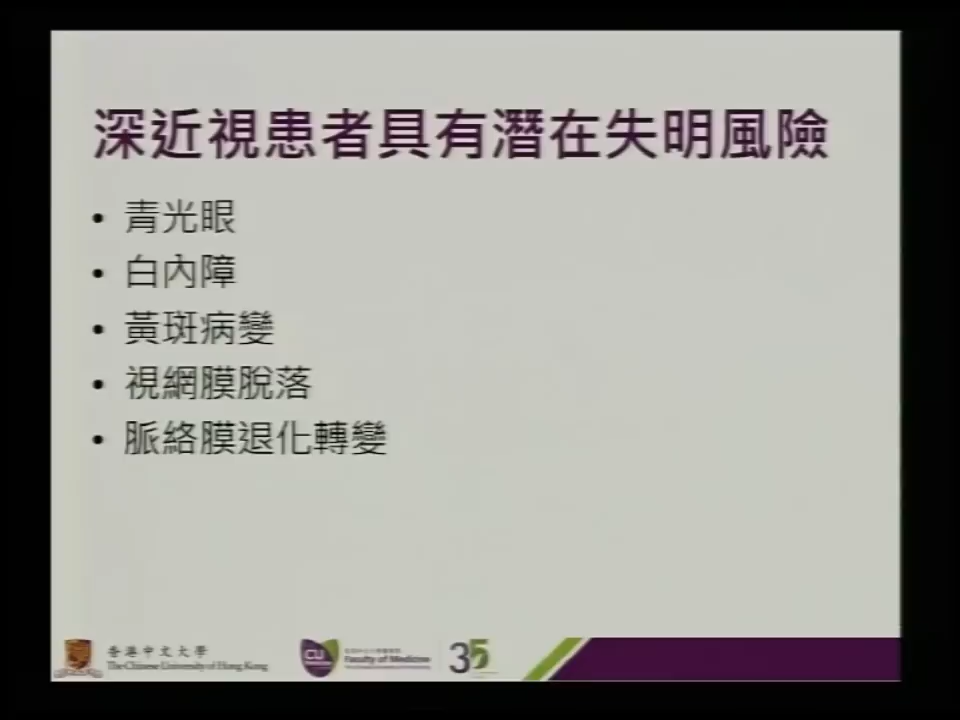 深近視患者具有潛在失明風險
• 青光眼
• 白內障
• 黃斑病變
• 視網膜脫落
• 脈絡膜退化轉變
香港中文大學
The Chinese University of Hong Kong
CU
Faculty of Medicine
35